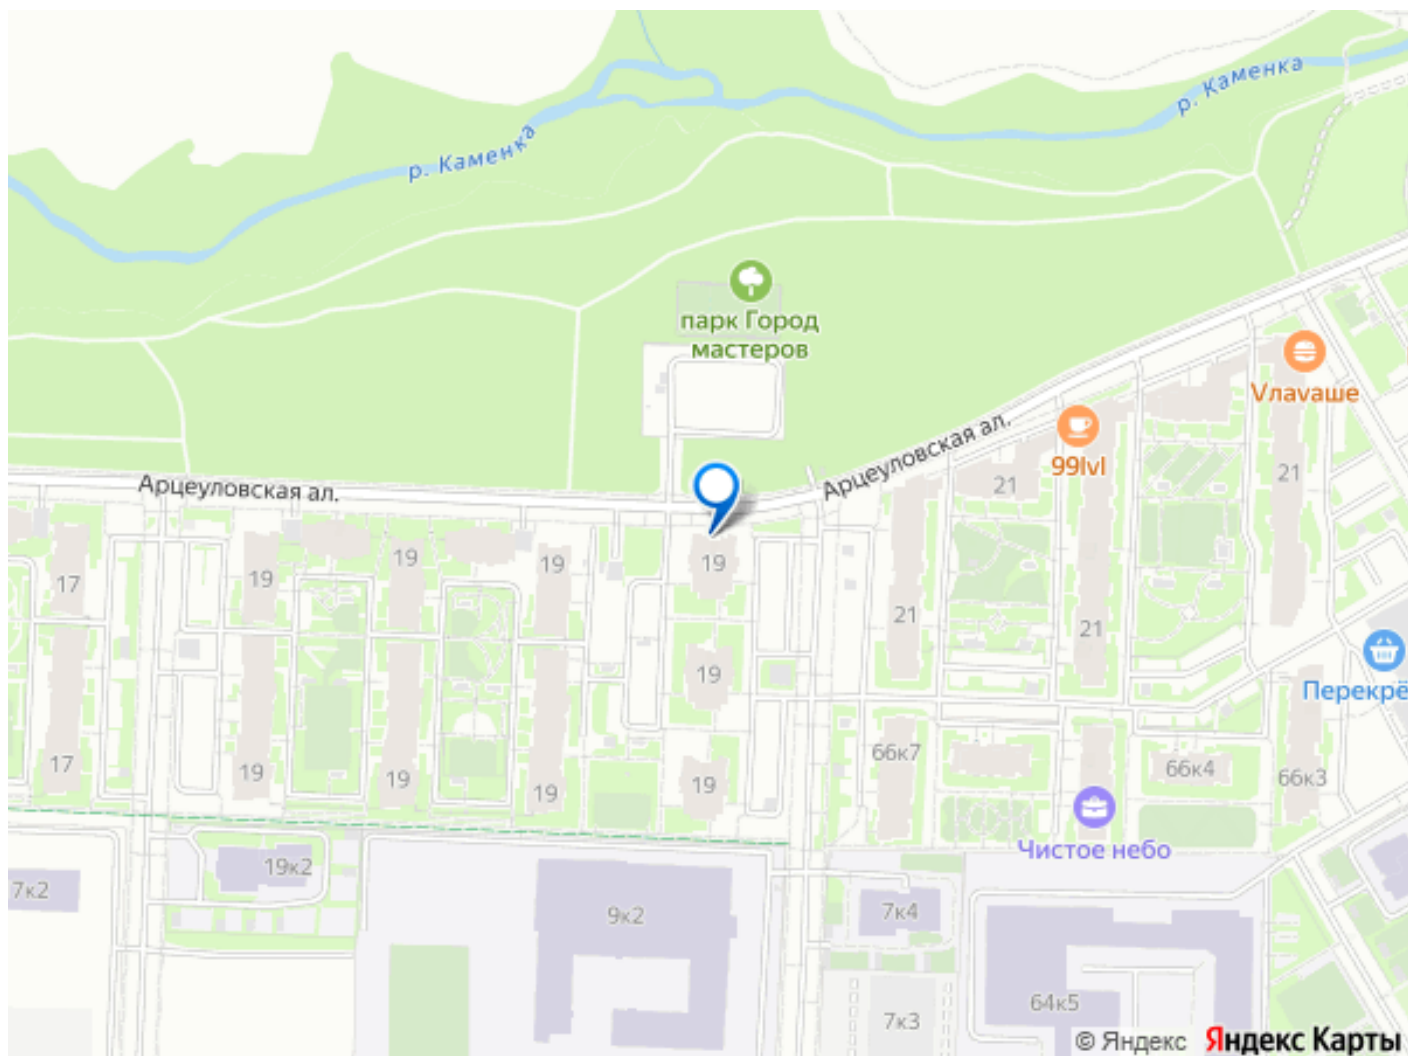 р. Каменка
р. Каменка
парк Город
мастеров
Vлаvаше
99lvl
Арцеуловская ал.
Арцеуловская ал.
21
21
19
19
19
19
17
19
21
21
19
Перекрё
66к7
66к4
66к3
17
19
19
19
19
Чистое небо
19к2
7к2
9к2
7к4
64к5
7к3
© Яндекс Яндекс Карты